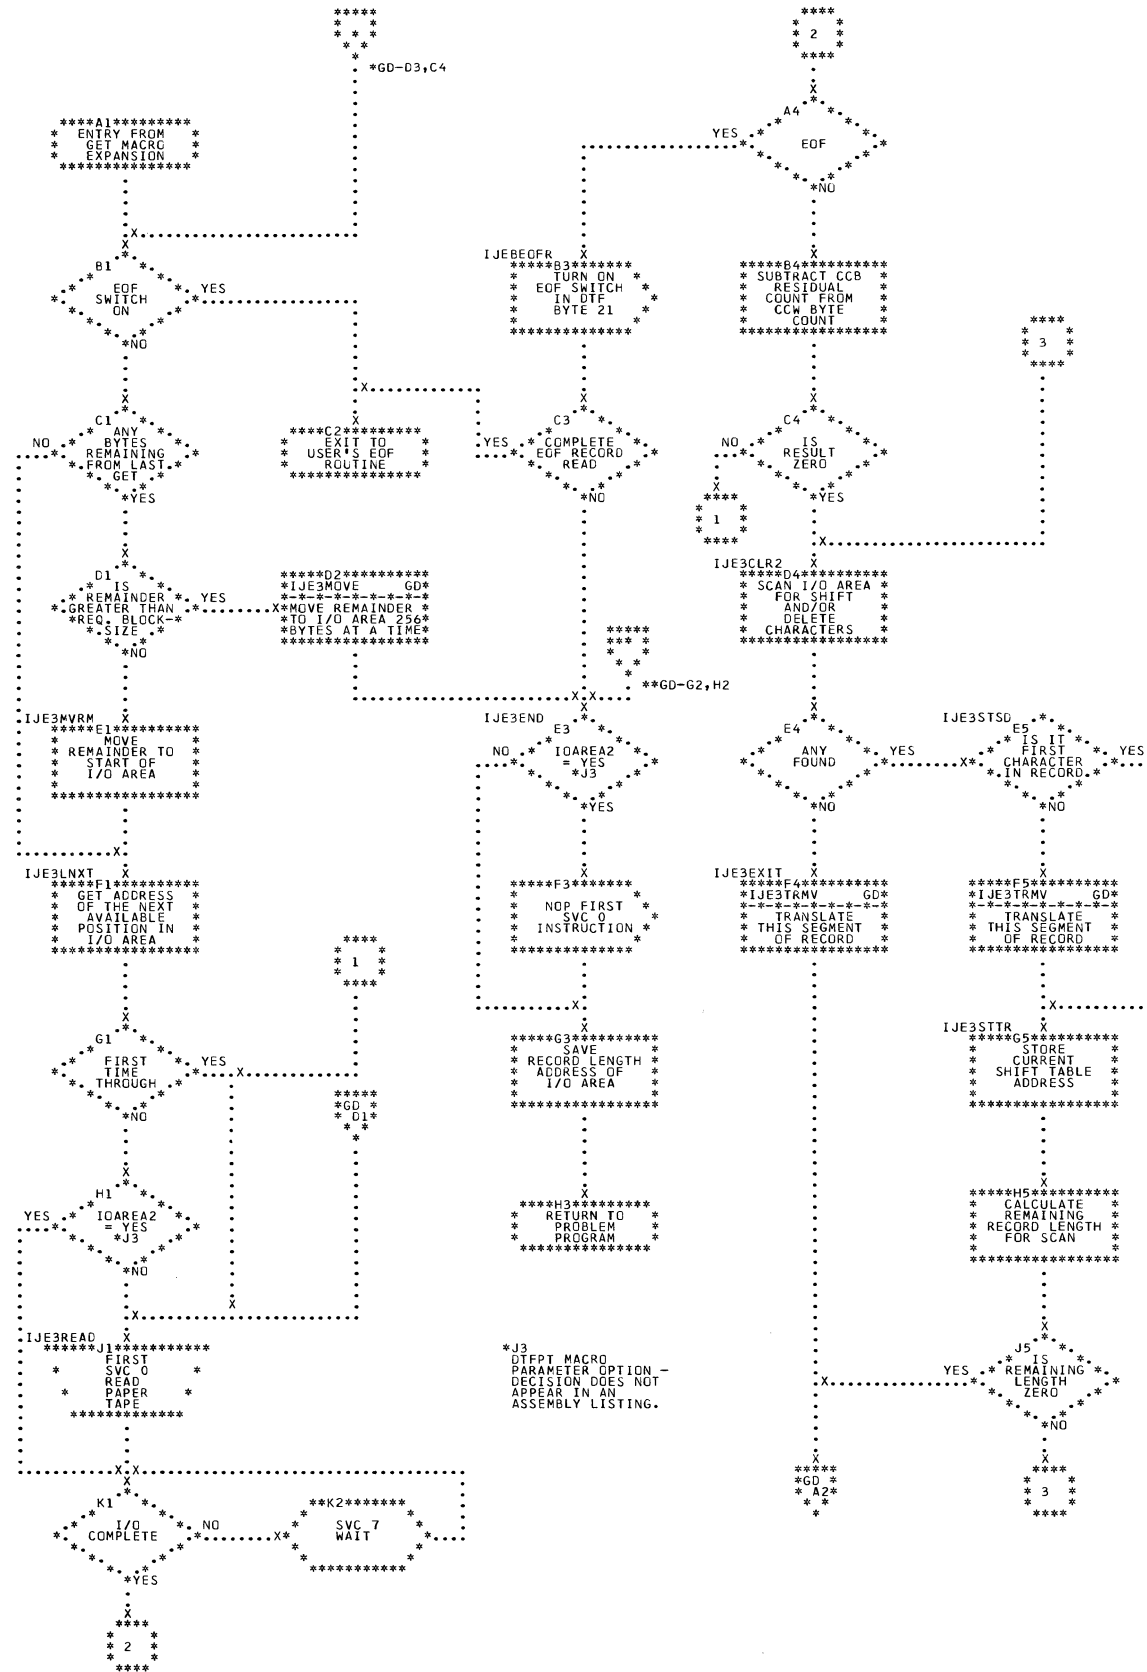 *GD-D3,C4
A1
ENTRY FROM
GET MACRO
EXPANSION
B1
EOF
SWITCH
ON
YES
NO
C1
ANY
BYTES
REMAINING
FROM LAST
GET
NO
YES
C2
EXIT TO
USER'S EOF
ROUTINE
D1
IS
REMAINDER
GREATER THAN
REQ. BLOCK-
SIZE
YES
NO
D2
IJE3MOVE GD
MOVE REMAINDER
TO I/O AREA 256
BYTES AT A TIME
IJE3MVRM
E1
MOVE
REMAINDER TO
START OF
I/O AREA
IJE3LNXT
F1
GET ADDRESS
OF THE NEXT
AVAILABLE
POSITION IN
I/O AREA
1
G1
FIRST
TIME
THROUGH
YES
NO
GD
D1
H1
IOAREA2
= YES
*J3
YES
NO
IJE3READ
J1
FIRST
SVC 0
READ
PAPER
TAPE
K1
I/O
COMPLETE
NO
YES
K2
SVC 7
WAIT
2
2
A4
EOF
YES
NO
IJEBEOFR
B3
TURN ON
EOF SWITCH
IN DTF
BYTE 21
C3
COMPLETE
EOF RECORD
READ
YES
NO
**GD-G2,H2
IJE3END
E3
IOAREA2
= YES
*J3
NO
YES
F3
NOP FIRST
SVC 0
INSTRUCTION
G3
SAVE
RECORD LENGTH
ADDRESS OF
I/O AREA
H3
RETURN TO
PROBLEM
PROGRAM
*J3
DTFPT MACRO
PARAMETER OPTION -
DECISION DOES NOT
APPEAR IN AN
ASSEMBLY LISTING.
B4
SUBTRACT CCB
RESIDUAL
COUNT FROM
CCW BYTE
COUNT
3
C4
IS
RESULT
ZERO
NO
YES
1
IJE3CLR2
D4
SCAN I/O AREA
FOR SHIFT
AND/OR
DELETE
CHARACTERS
E4
ANY
FOUND
YES
NO
IJE3STSD
E5
IS IT
FIRST
CHARACTER
IN RECORD
YES
NO
IJE3EXIT
F4
IJE3TRMV GD
TRANSLATE
THIS SEGMENT
OF RECORD
F5
IJE3TRMV GD
TRANSLATE
THIS SEGMENT
OF RECORD
IJE3STTR
G5
STORE
CURRENT
SHIFT TABLE
ADDRESS
H5
CALCULATE
REMAINING
RECORD LENGTH
FOR SCAN
J5
IS
REMAINING
LENGTH
ZERO
YES
NO
GD
A2
3